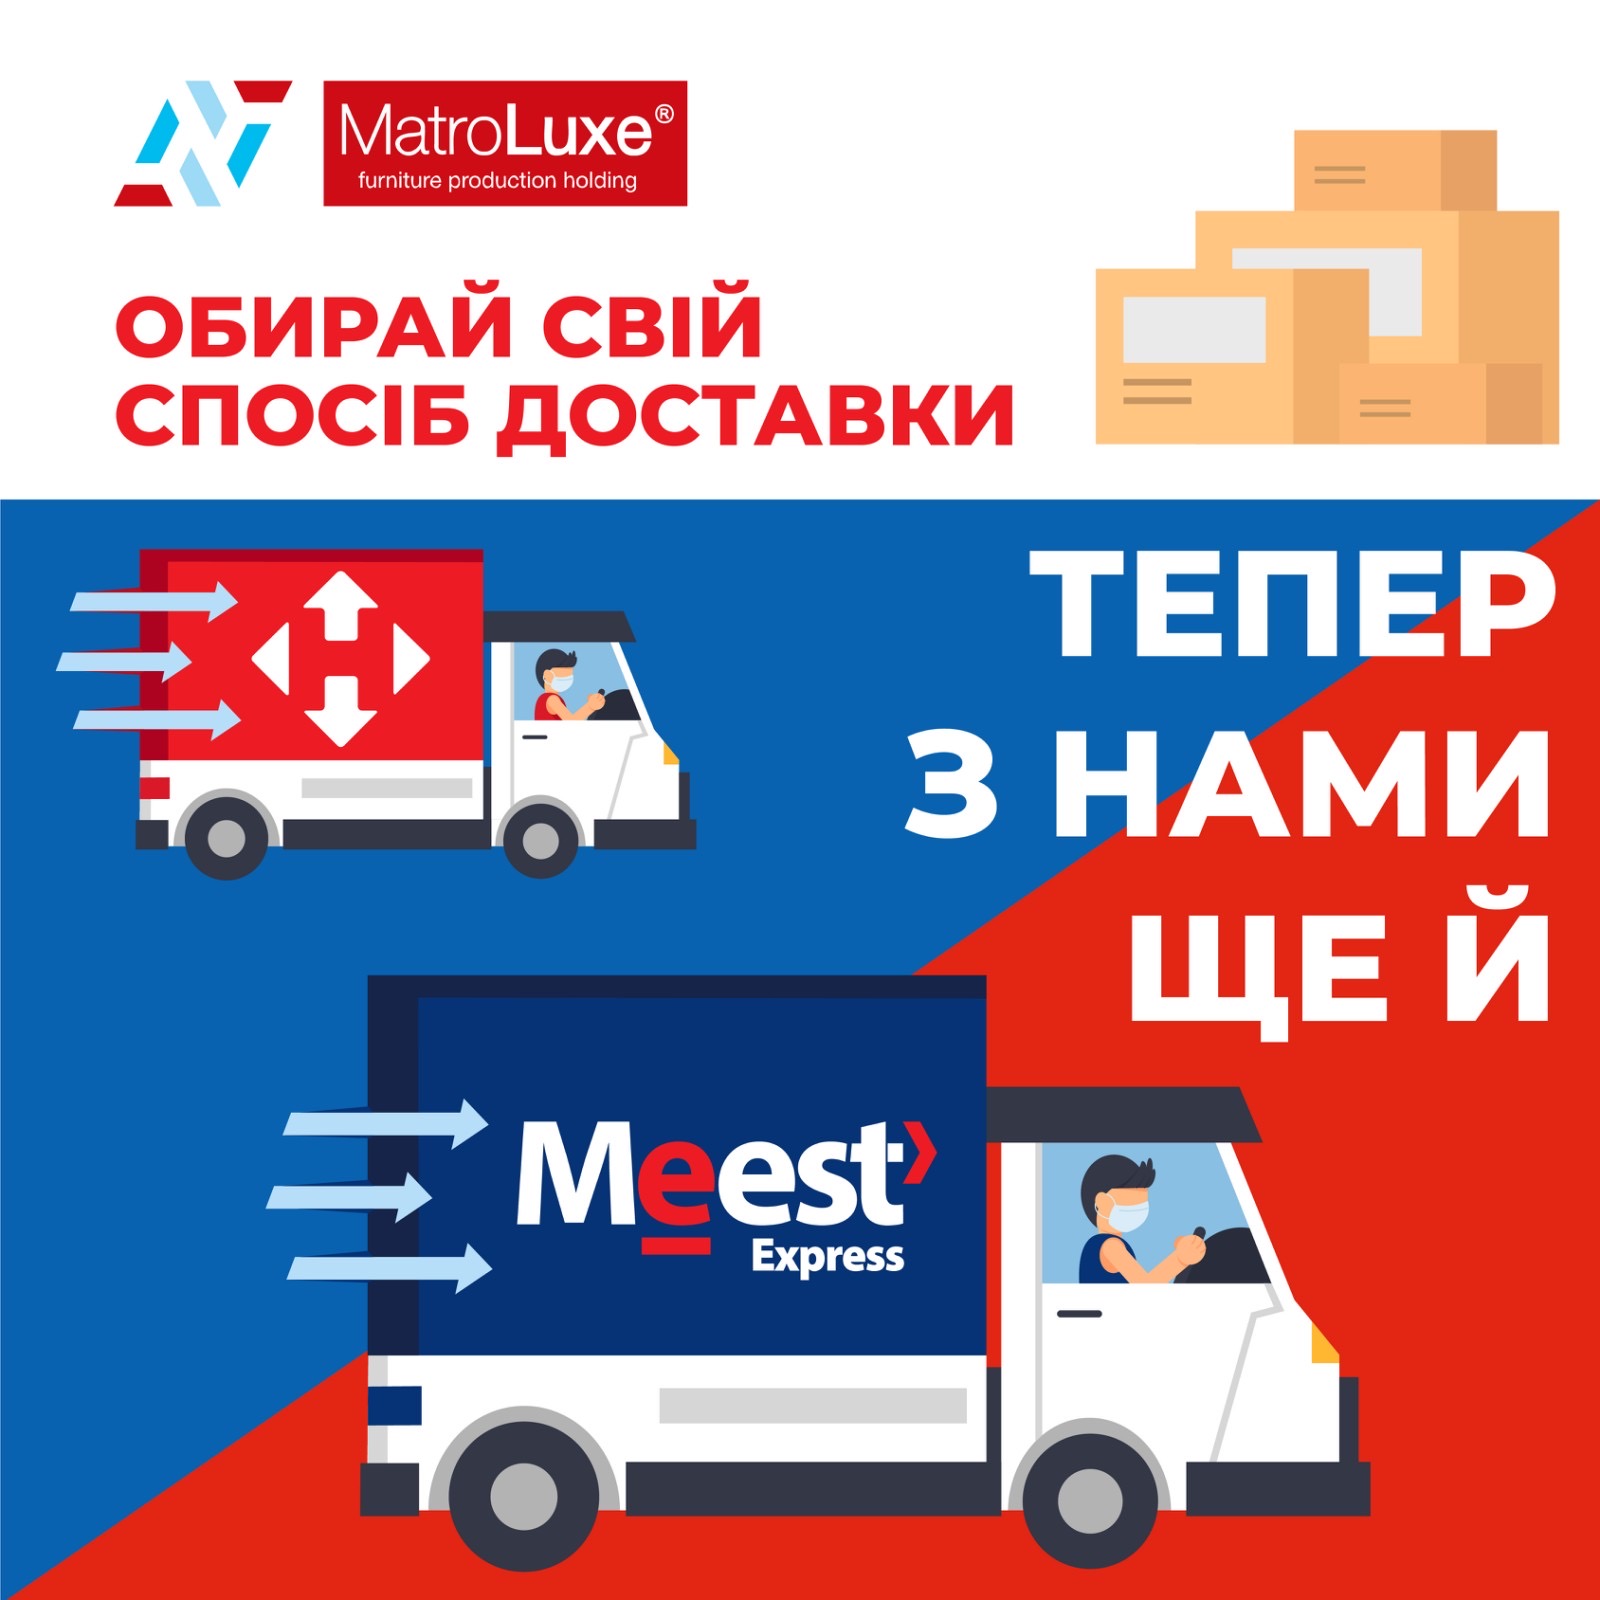 MatroLuxe®
furniture production holding
ОБИРАЙ СВІЙ
СПОСІБ ДОСТАВКИ
ТЕПЕР
З НАМИ
ЩЕ Й
Meest
Express